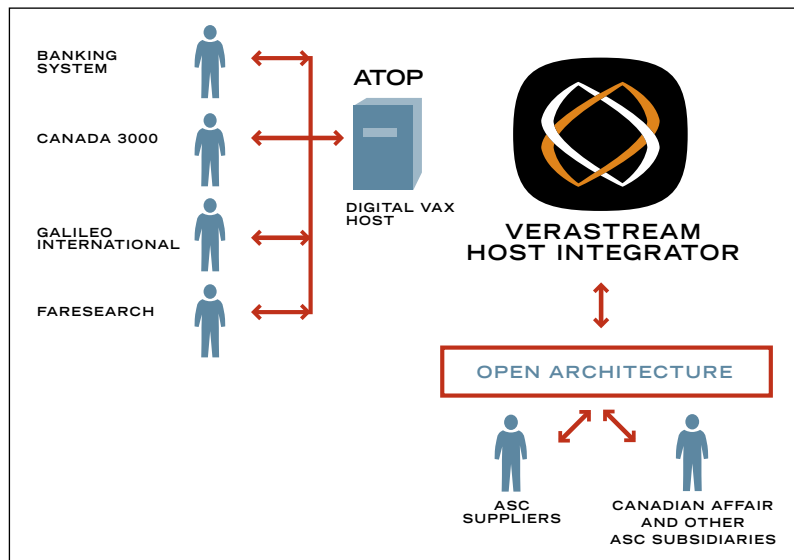 BANKING
SYSTEM
CANADA 3000
GALILEO
INTERNATIONAL
FARESEARCH
ATOP
DIGITAL VAX
HOST
VERASTREAM
HOST INTEGRATOR
OPEN ARCHITECTURE
ASC
SUPPLIERS
CANADIAN AFFAIR
AND OTHER
ASC SUBSIDIARIES